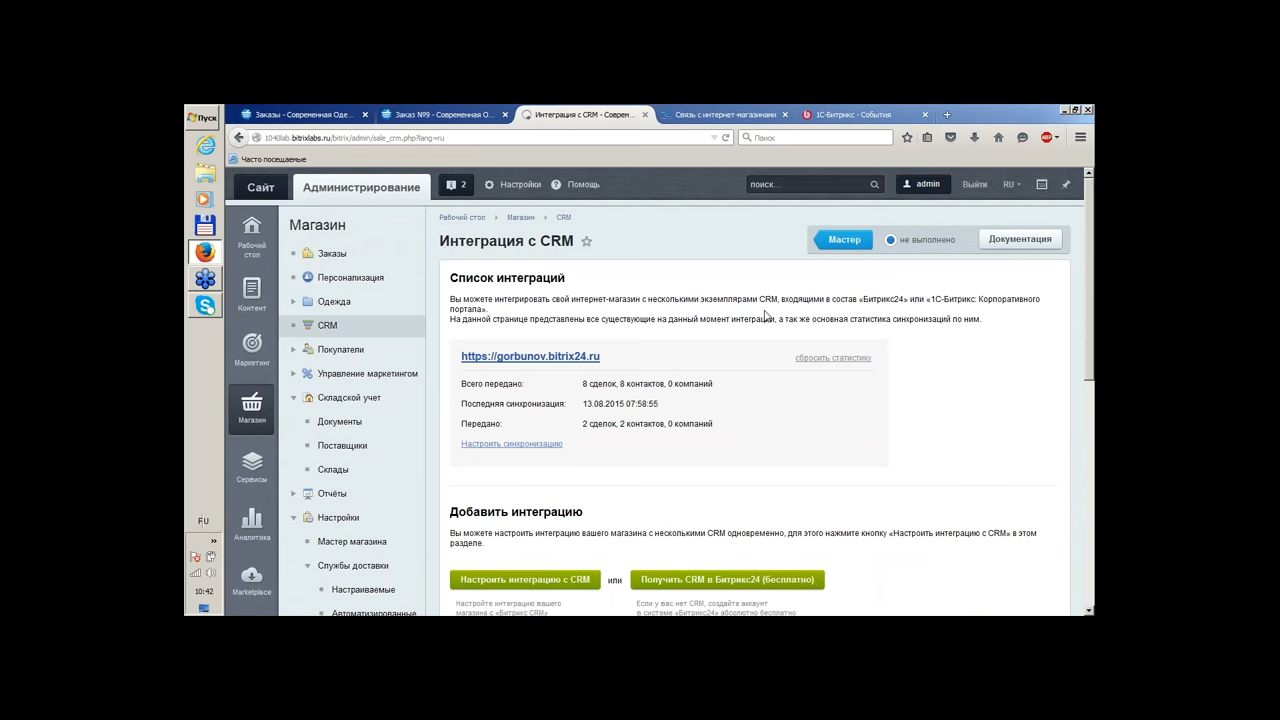 Пуск
Заказы - Современная Оде...
Заказ №9 - Современная О...
Интеграция с CRM - Соврем...
Связь с интернет-магазинами
1С-Битрикс - События
1040lab.bitrixlabs.ru/bitrix/admin/sale_crm.php?lang=ru
Поиск
ABP
Часто посещаемые
Сайт
Администрирование
2
Настройки
Помощь
поиск...
admin
Выйти
RU
Рабочий стол
Контент
Маркетинг
Магазин
Сервисы
Аналитика
Marketplace
Магазин
Заказы
Персонализация
Одежда
CRM
Покупатели
Управление маркетингом
Складской учет
Документы
Поставщики
Склады
Отчёты
Настройки
Мастер магазина
Службы доставки
Настраиваемые
Автоматизированные
Рабочий стол
Магазин
CRM
Интеграция с CRM
Мастер
не выполнено
Документация
Список интеграций
Вы можете интегрировать свой интернет-магазин с несколькими экземплярами CRM, входящими в состав «Битрикс24» или «1С-Битрикс: Корпоративного
портала».
На данной странице представлены все существующие на данный момент интеграции, а так же основная статистика синхронизаций по ним.
https://gorbunov.bitrix24.ru
сбросить статистику
Всего передано: 8 сделок, 8 контактов, 0 компаний
Последняя синхронизация: 13.08.2015 07:58:55
Передано: 2 сделок, 2 контактов, 0 компаний
Настроить синхронизацию
Добавить интеграцию
Вы можете настроить интеграцию вашего магазина с несколькими CRM одновременно, для этого нажмите кнопку «Настроить интеграцию с CRM» в этом
разделе.
Настроить интеграцию с CRM
или
Получить CRM в Битрикс24 (бесплатно)
Настройте интеграцию вашего
магазина с «Битрикс CRM»
Если у вас нет CRM, создайте аккаунт
в системе «Битрикс24» абсолютно бесплатно.
RU
10:42